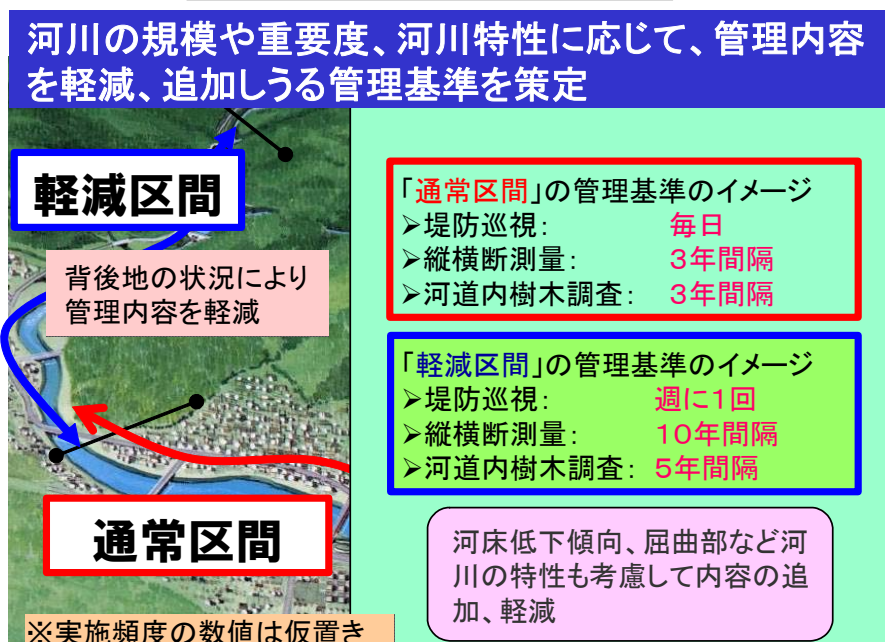 河川の規模や重要度、河川特性に応じて、管理内容
を軽減、追加しうる管理基準を策定
軽減区間
背後地の状況により
管理内容を軽減
通常区間
※実施頻度の数値は仮置き
「通常区間」の管理基準のイメージ
➢堤防巡視: 毎日
➢縦横断測量: 3年間隔
➢河道内樹木調査: 3年間隔
「軽減区間」の管理基準のイメージ
➢堤防巡視: 週に1回
➢縦横断測量: 10年間隔
➢河道内樹木調査: 5年間隔
河床低下傾向、屈曲部など河
川の特性も考慮して内容の追
加、軽減